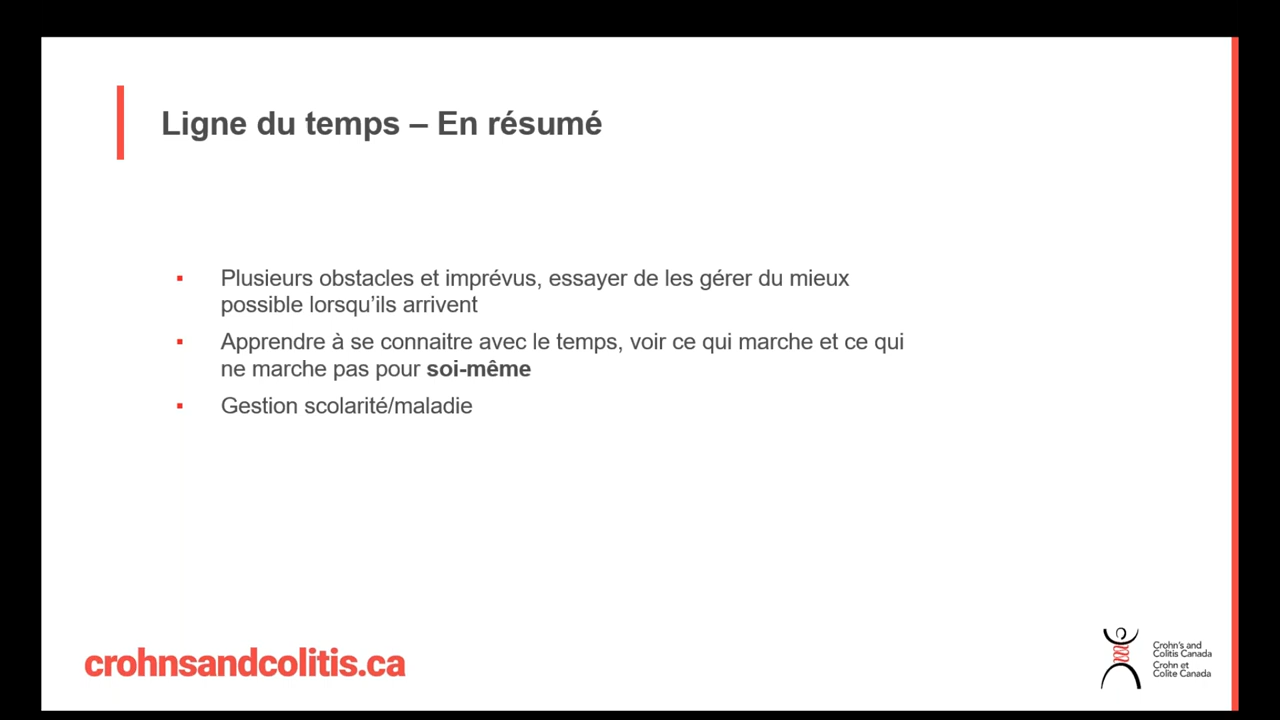 Ligne du temps – En résumé
▪ Plusieurs obstacles et imprévus, essayer de les gérer du mieux
possible lorsqu'ils arrivent
▪ Apprendre à se connaitre avec le temps, voir ce qui marche et ce qui
ne marche pas pour soi-même
▪ Gestion scolarité/maladie
crohnsandcolitis.ca
Crohn's and
Colitis Canada
Crohn et
Colite Canada